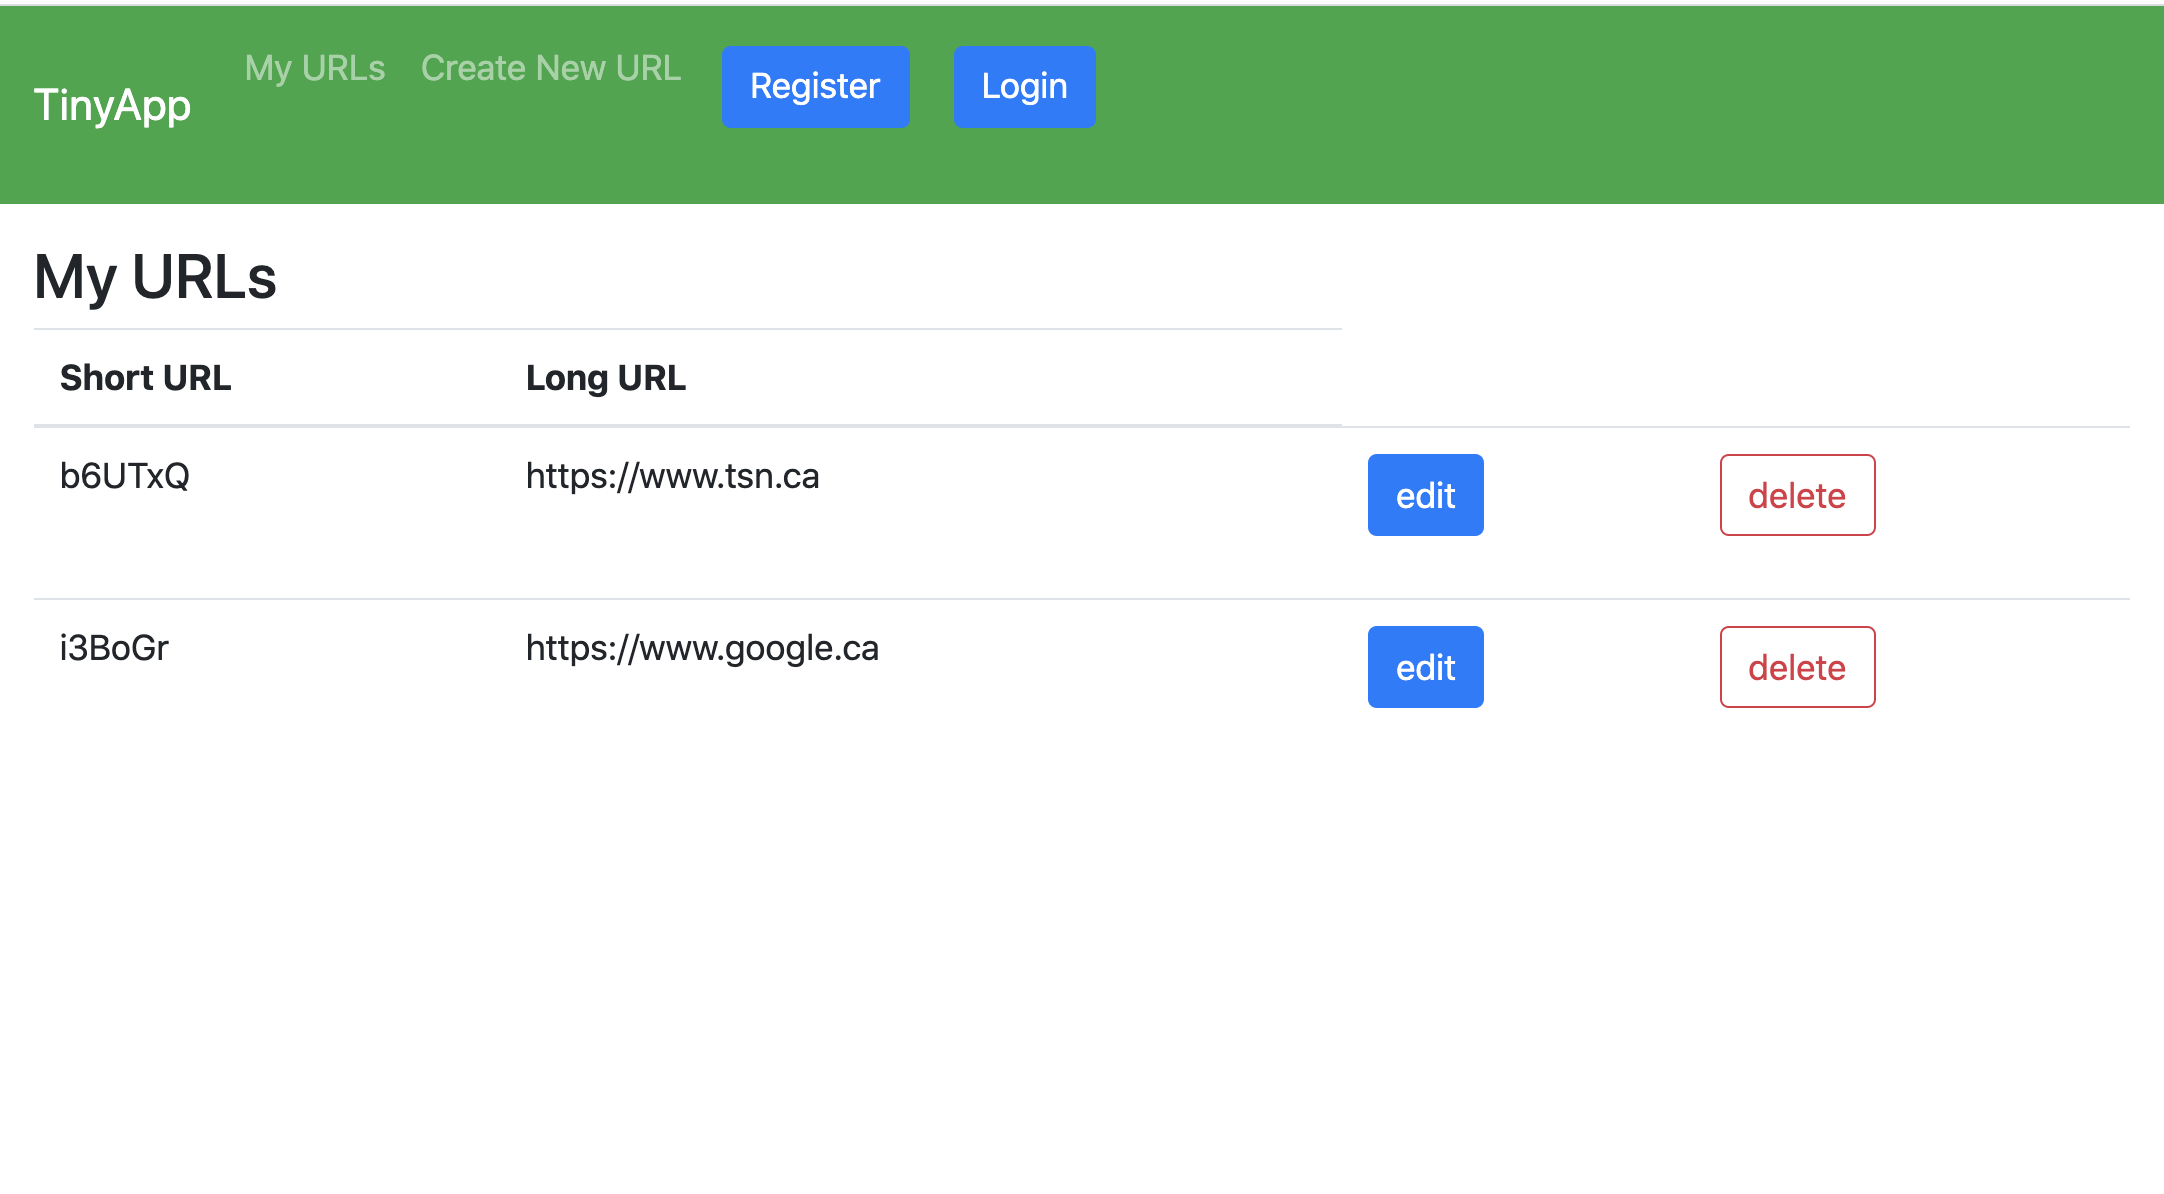 TinyApp My URLs Create New URL Register Login
My URLs
Short URL Long URL
b6UTxQ https://www.tsn.ca edit delete
i3BoGr https://www.google.ca edit delete